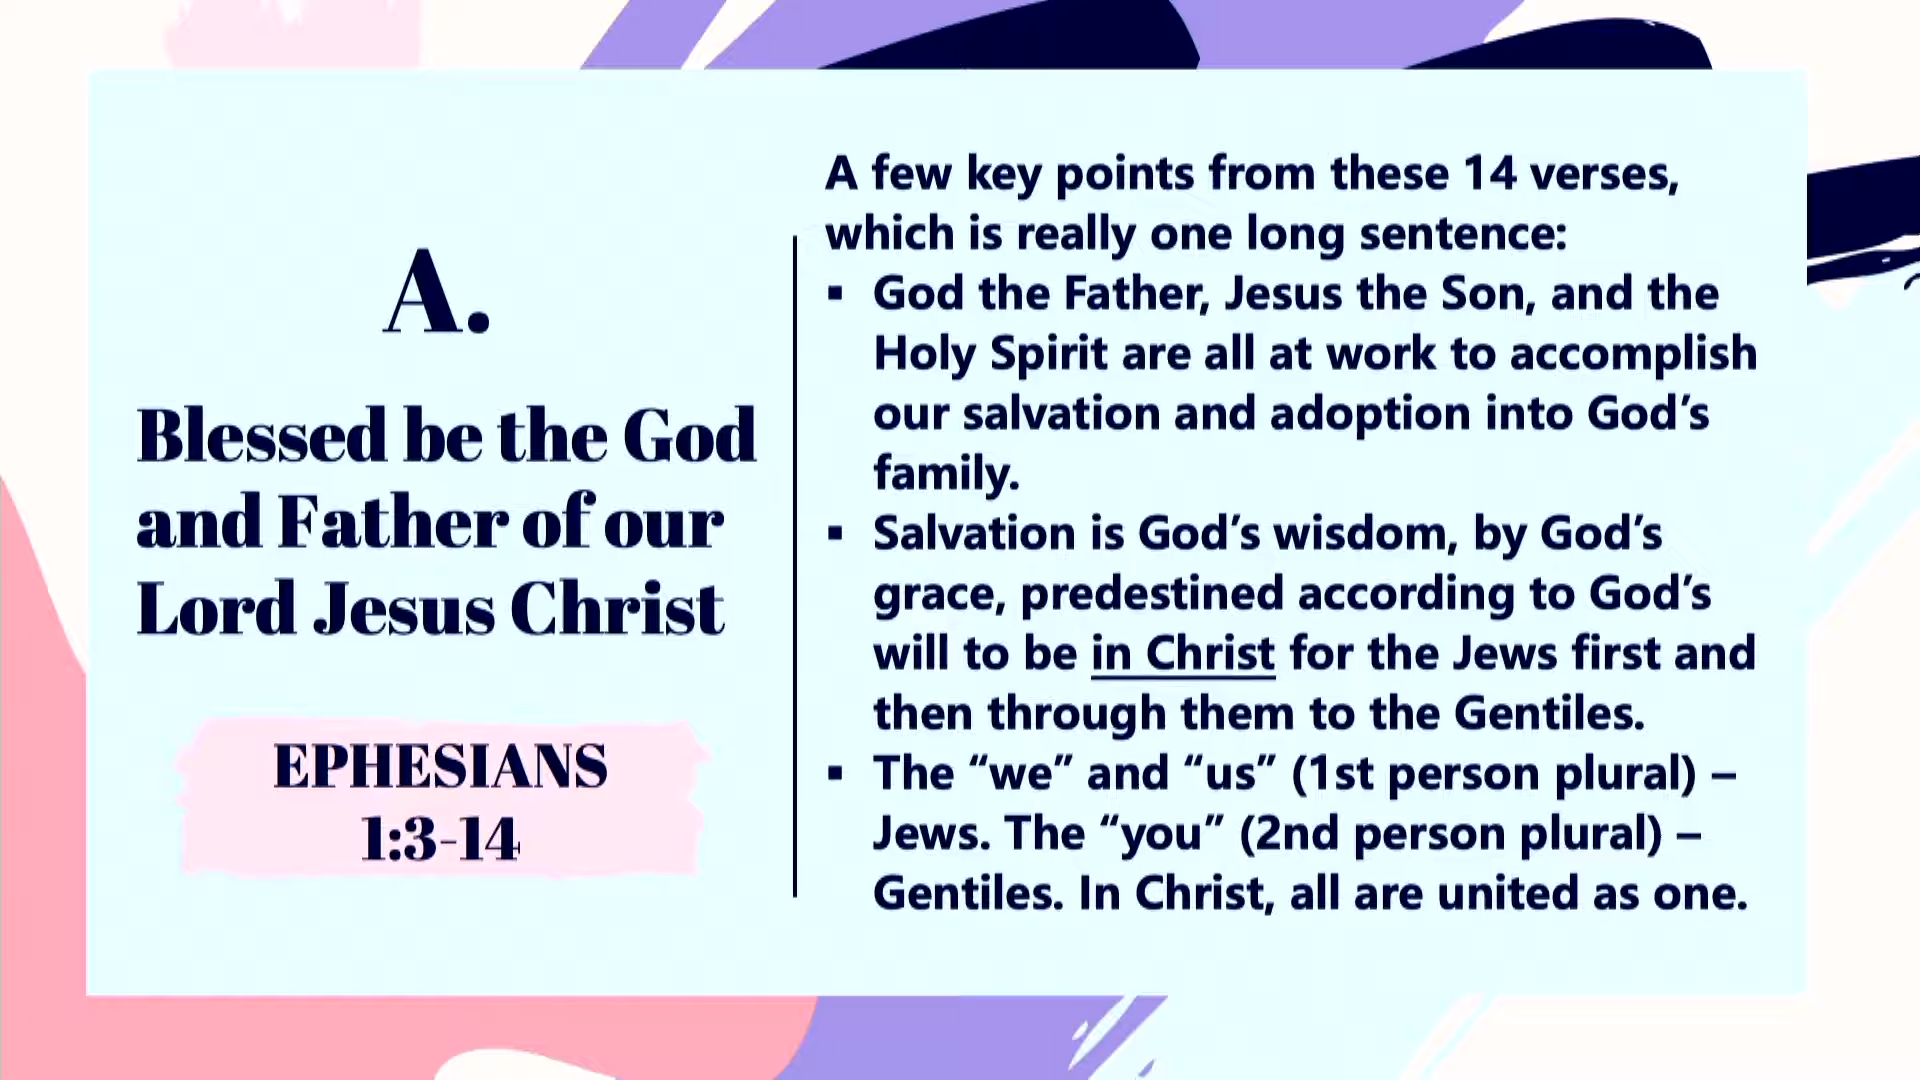 A.
Blessed be the God
and Father of our
Lord Jesus Christ
EPHESIANS
1:3-14
A few key points from these 14 verses,
which is really one long sentence:
▪ God the Father, Jesus the Son, and the
Holy Spirit are all at work to accomplish
our salvation and adoption into God’s
family.
▪ Salvation is God’s wisdom, by God’s
grace, predestined according to God’s
will to be in Christ for the Jews first and
then through them to the Gentiles.
▪ The “we” and “us” (1st person plural) –
Jews. The “you” (2nd person plural) –
Gentiles. In Christ, all are united as one.